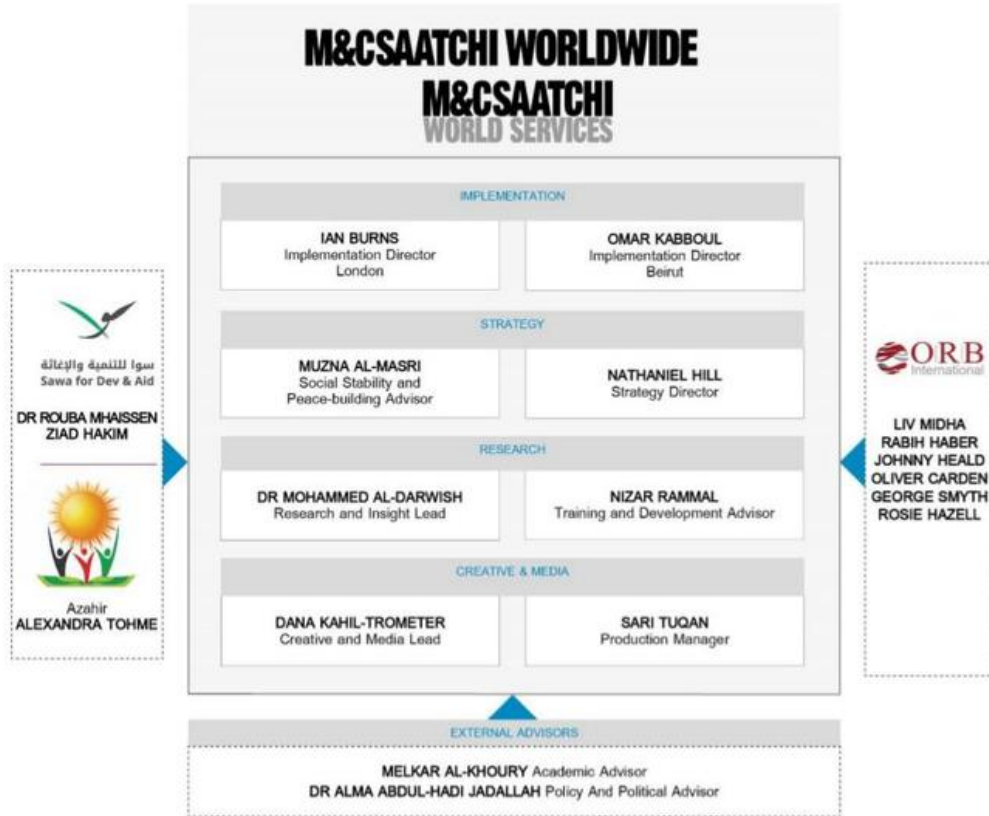 M&CSAATCHI WORLDWIDE
M&CSAATCHI
WORLD SERVICES
IMPLEMENTATION
IAN BURNS
Implementation Director
London
OMAR KABBOUL
Implementation Director
Beirut
STRATEGY
MUZNA AL-MASRI
Social Stability and
Peace-building Advisor
NATHANIEL HILL
Strategy Director
RESEARCH
DR MOHAMMED AL-DARWISH
Research and Insight Lead
NIZAR RAMMAL
Training and Development Advisor
CREATIVE & MEDIA
DANA KAHIL-TROMETER
Creative and Media Lead
SARI TUQAN
Production Manager
سوا للتنمية والإغاثة
Sawa for Dev & Aid
DR ROUBA MHAISSEN
ZIAD HAKIM
Azahir
ALEXANDRA TOHME
ORB
International
LIV MIDHA
RABIH HABER
JOHNNY HEALD
OLIVER CARDEN
GEORGE SMYTH
ROSIE HAZELL
EXTERNAL ADVISORS
MELKAR AL-KHOURY Academic Advisor
DR ALMA ABDUL-HADI JADALLAH Policy And Political Advisor